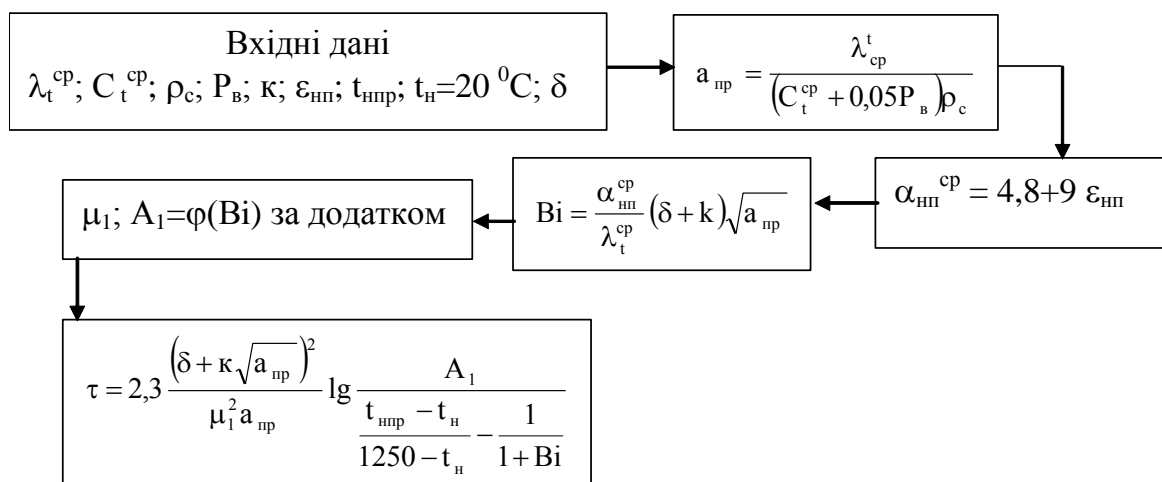 Вхідні дані
λ_t^ср; C_t^ср; ρ_c; P_в; к; ε_нп; t_нпр; t_н=20 ⁰C; δ
a_пр = λ_ср^t / ((C_t^ср + 0,05P_в)ρ_c)
α_нп^ср = 4,8+9 ε_нп
Bi = (α_нп^ср / λ_t^ср) (δ + k)√a_пр
μ_1; A_1=φ(Bi) за додатком
τ = 2,3 ((δ + к√a_пр)^2 / (μ_1^2 a_пр)) lg (A_1 / ((t_нпр − t_н) / (1250 − t_н) − 1 / (1 + Bi)))